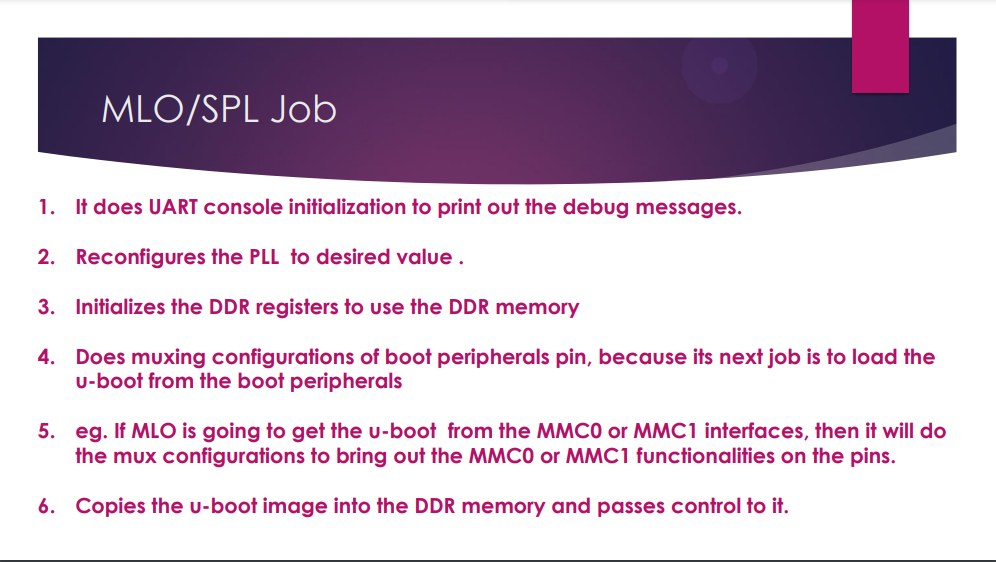 MLO/SPL Job
1. It does UART console initialization to print out the debug messages.
2. Reconfigures the PLL  to desired value .
3. Initializes the DDR registers to use the DDR memory
4. Does muxing configurations of boot peripherals pin, because its next job is to load the
u-boot from the boot peripherals
5. eg. If MLO is going to get the u-boot  from the MMC0 or MMC1 interfaces, then it will do
the mux configurations to bring out the MMC0 or MMC1 functionalities on the pins.
6. Copies the u-boot image into the DDR memory and passes control to it.